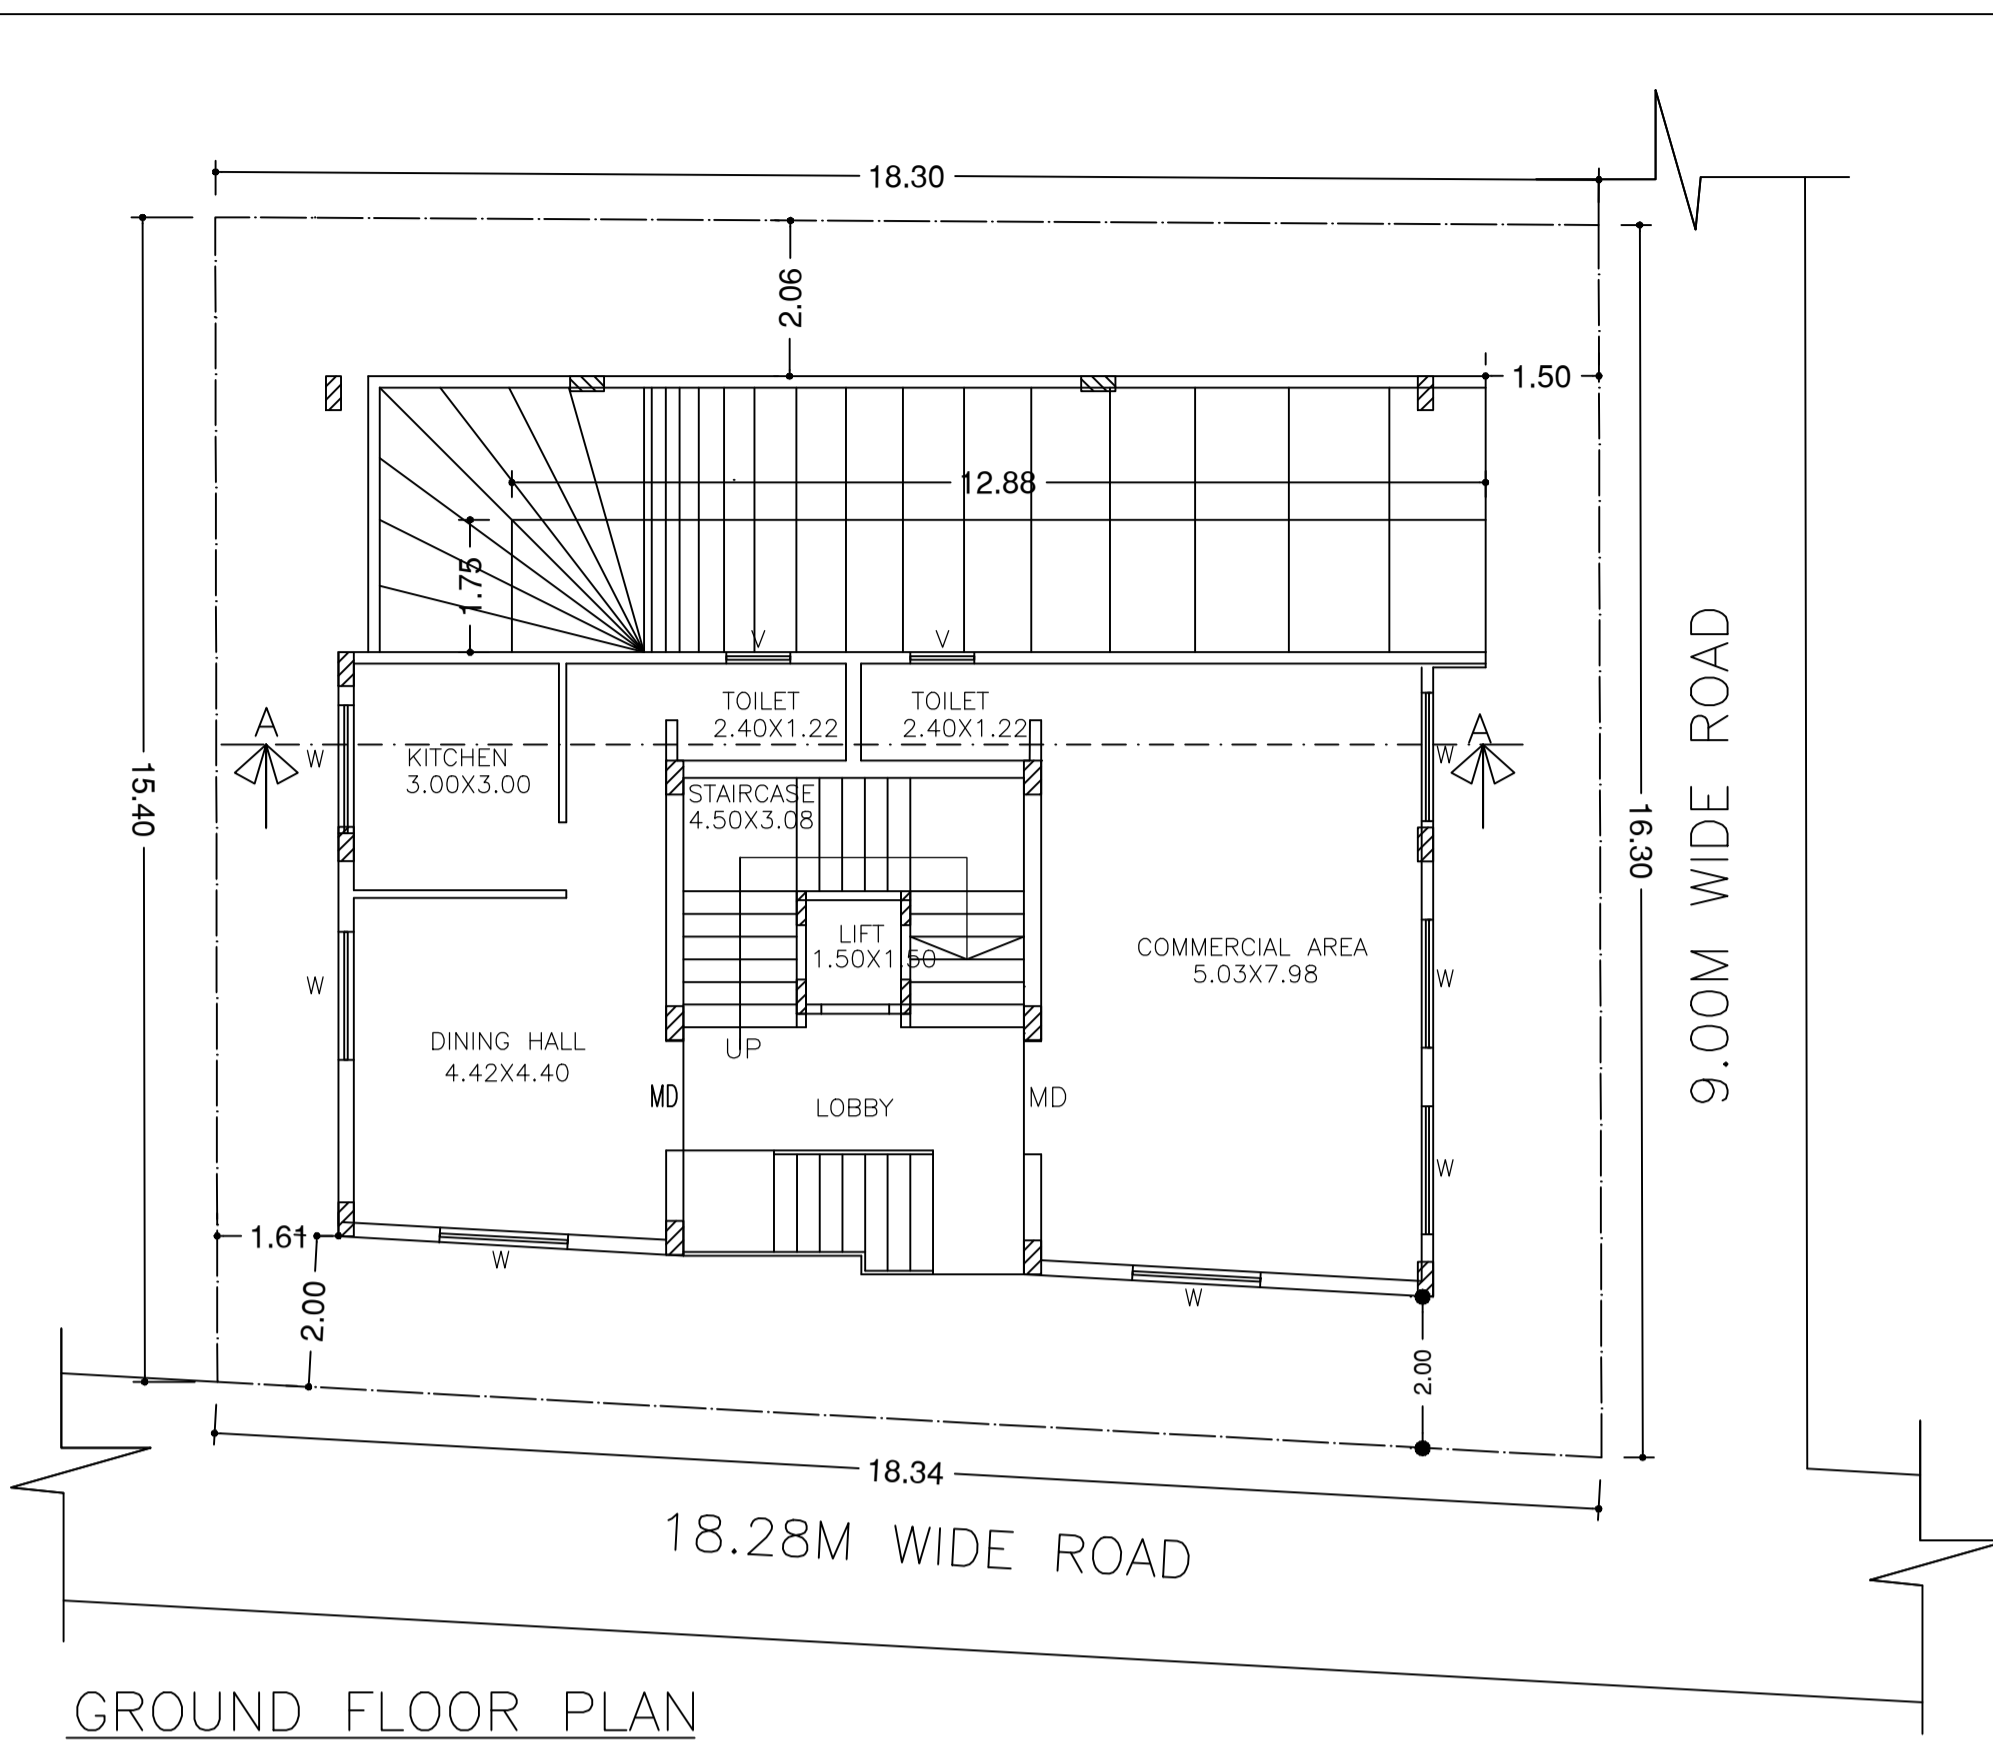 18.30
2.06
1.50
12.88
1.75
V
V
TOILET
2.40X1.22
TOILET
2.40X1.22
A
A
W
KITCHEN
3.00X3.00
W
15.40
16.30
9.00M WIDE ROAD
STAIRCASE
4.50X3.08
LIFT
1.50X1.50
COMMERCIAL AREA
5.03X7.98
W
W
DINING HALL
4.42X4.40
UP
MD
LOBBY
MD
W
1.61
W
W
2.00
2.00
18.34
18.28M WIDE ROAD
GROUND FLOOR PLAN